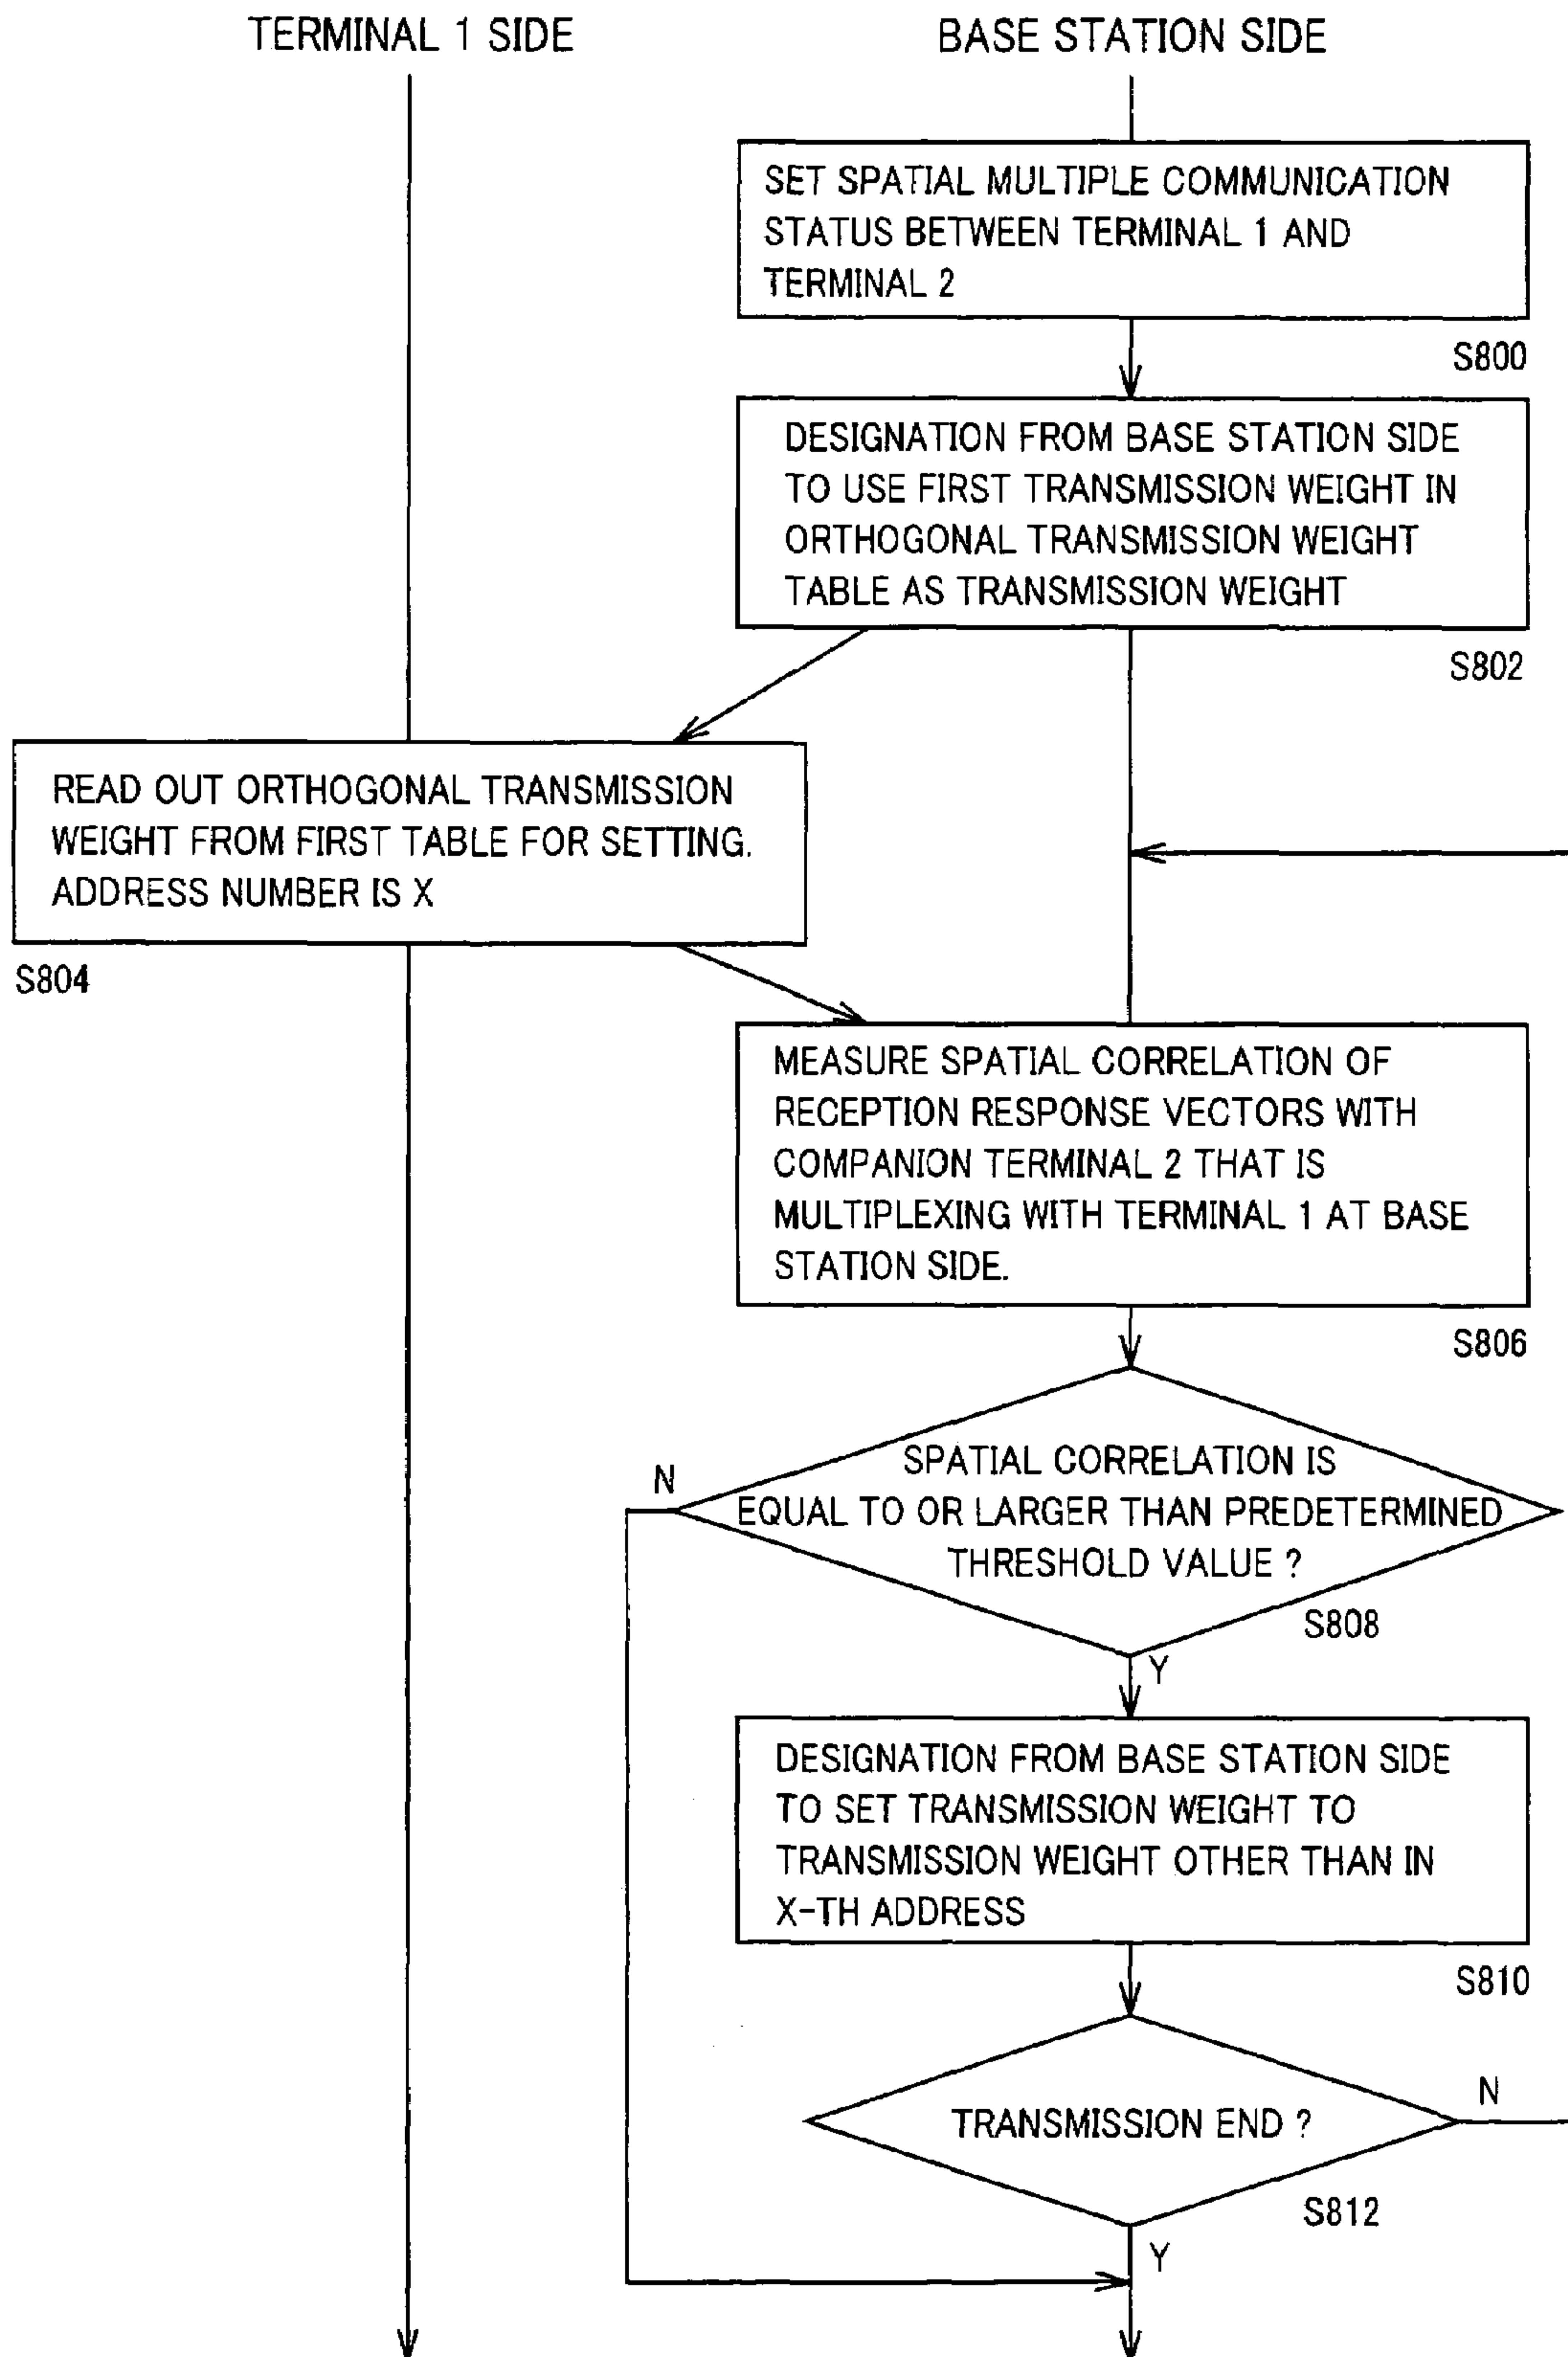 TERMINAL 1 SIDE
BASE STATION SIDE
SET SPATIAL MULTIPLE COMMUNICATION
STATUS BETWEEN TERMINAL 1 AND
TERMINAL 2
S800
DESIGNATION FROM BASE STATION SIDE
TO USE FIRST TRANSMISSION WEIGHT IN
ORTHOGONAL TRANSMISSION WEIGHT
TABLE AS TRANSMISSION WEIGHT
S802
READ OUT ORTHOGONAL TRANSMISSION
WEIGHT FROM FIRST TABLE FOR SETTING.
ADDRESS NUMBER IS X
S804
MEASURE SPATIAL CORRELATION OF
RECEPTION RESPONSE VECTORS WITH
COMPANION TERMINAL 2 THAT IS
MULTIPLEXING WITH TERMINAL 1 AT BASE
STATION SIDE.
S806
N
SPATIAL CORRELATION IS
EQUAL TO OR LARGER THAN PREDETERMINED
THRESHOLD VALUE ?
S808
Y
DESIGNATION FROM BASE STATION SIDE
TO SET TRANSMISSION WEIGHT TO
TRANSMISSION WEIGHT OTHER THAN IN
X-TH ADDRESS
S810
N
TRANSMISSION END ?
S812
Y